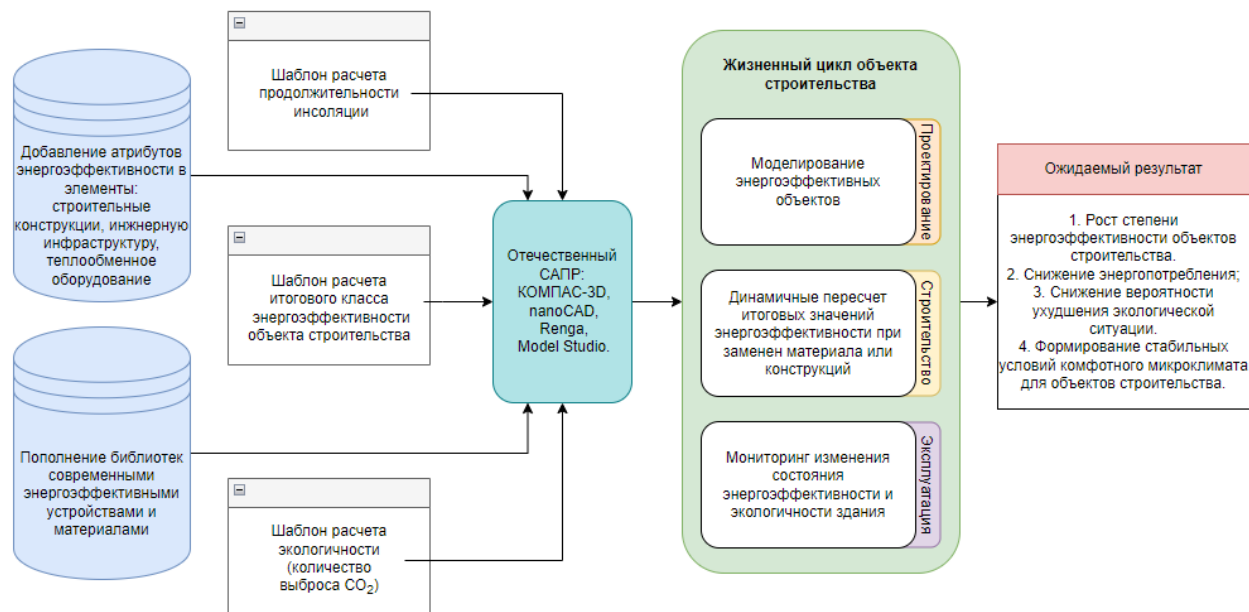 Добавление атрибутов
энергоэффективности в
элементы:
строительные
конструкции, инжнерную
инфраструктуру,
теплообменное
оборудование
Пополнение библиотек
современными
энергоэффективными
устройствами и
материалами
Шаблон расчета
продолжительности
инсоляции
Шаблон расчета
итогового класса
энергоэффективности
объекта строительства
Шаблон расчета
экологичности
(количество
выброса CO₂)
Отечественный
САПР:
КОМПАС-3D,
nanoCAD,
Renga,
Model Studio.
Жизненный цикл объекта
строительства
Моделирование
энергоэффективных
объектов
Проектирование
Динамичные пересчет
итоговых значений
энергоэффективности при
заменен материала или
конструкций
Строительство
Мониторинг изменения
состояния
энергоэффективности и
экологичности здания
Эксплуатация
Ожидаемый результат
1. Рост степени
энергоэффективности объектов
строительства.
2. Снижение энергопотребления;
3. Снижение вероятности
ухудшения экологической
ситуации.
4. Формирование стабильных
условий комфотного микроклимата
для объектов строительства.